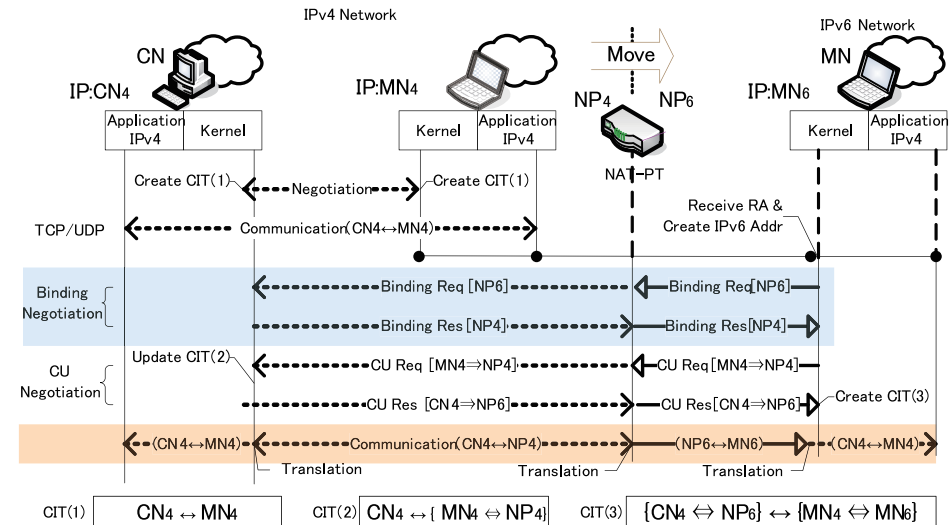 IPv4 Network
IPv6 Network
CN
Move
MN
IP:CN4
IP:MN4
NP4
NP6
IP:MN6
Application
IPv4
Kernel
Kernel
Application
IPv4
Kernel
Application
IPv4
NAT-PT
Create CIT(1)
Negotiation
Create CIT(1)
Receive RA &
Create IPv6 Addr
TCP/UDP
Communication(CN4↔MN4)
Binding
Negotiation
Binding Req [NP6]
Binding Req[NP6]
Binding Res [NP4]
Binding Res[NP4]
CU
Negotiation
Update CIT(2)
CU Req [MN4⇒NP4]
CU Req[MN4⇒NP4]
CU Res [CN4⇒NP6]
CU Res[CN4⇒NP6]
Create CIT(3)
(CN4↔MN4)
Communication(CN4↔NP4)
(NP6↔MN6)
(CN4↔MN4)
Translation
Translation
Translation
CIT(1) CN4 ↔ MN4
CIT(2) CN4 ↔ { MN4 ⇔ NP4}
CIT(3) {CN4 ⇔ NP6} ↔ {MN4 ⇔ MN6}